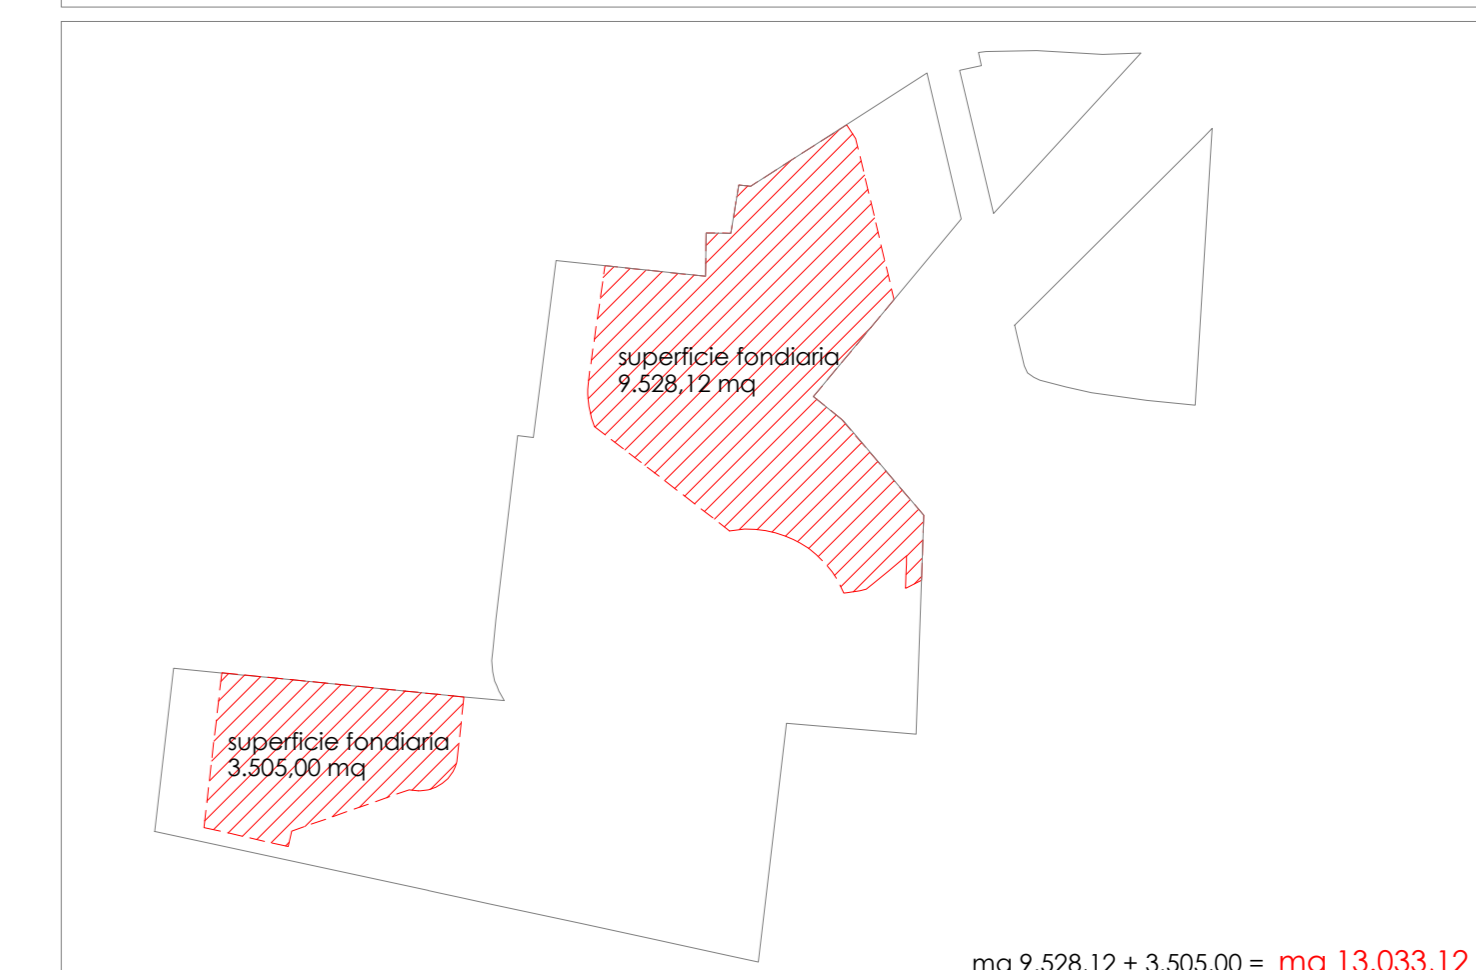 superficie fondiaria
9.528,12 mq
superficie fondiaria
3.505,00 mq
mq 9.528,12 + 3.505,00 = mq 13.033,12